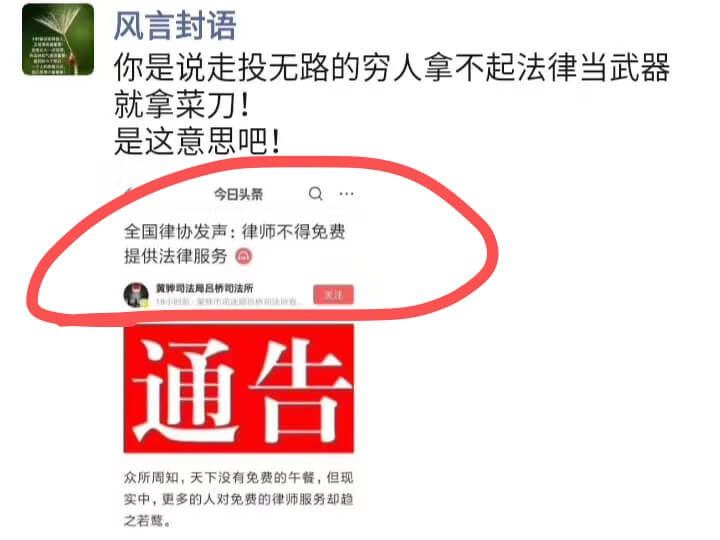 风言封语
你是说走投无路的穷人拿不起法律当武器
就拿菜刀！
是这意思吧！
今日头条
全国律协发声：律师不得免费
提供法律服务
黄骅司法局吕桥司法所
关注
18小时前·黄骅市司法局吕桥司法所官...
通告
众所周知，天下没有免费的午餐，但现
实中，更多的人对免费的律师服务却趋
之若鹜。